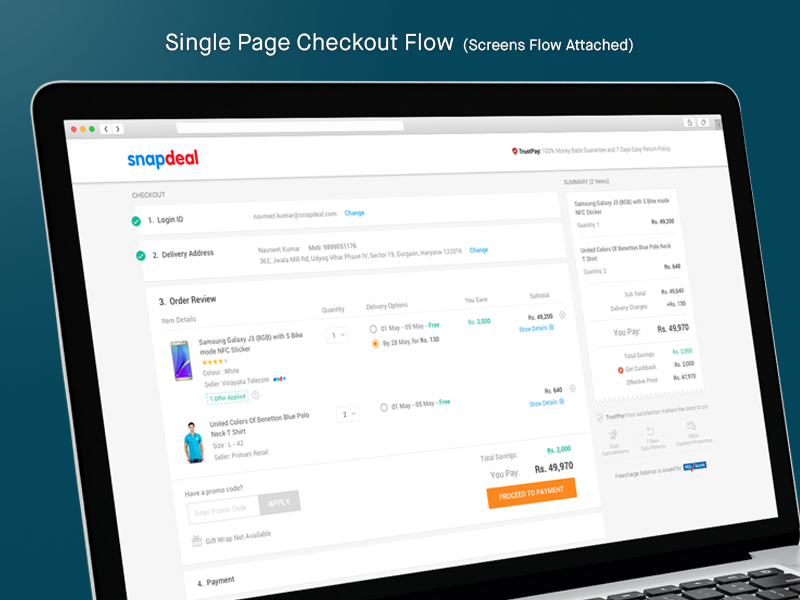 Single Page Checkout Flow (Screens Flow Attached)
snapdeal
TrustPay: 100% Money Back Guarantee and 7 Days Easy Return Policy
CHECKOUT
1. Login ID
navneet.kumar@snapdeal.com Change
2. Delivery Address
Navneet Kumar Mob: 9899051176
362, Jwala Mill Rd, Udyog Vihar Phase IV, Sector 19, Gurgaon, Haryana-122016 Change
3. Order Review
Item Details Quantity Delivery Options You Save Subtotal
Samsung Galaxy J3 (8GB) with S Bike
mode NFC Sticker
Colour : White
Seller: Vinayaka Telecom sd+
1 Offer Applied
1
01 May - 05 May - Free
By 28 May, for Rs. 130
Rs. 2,000
Rs. 49,200
Show Details
United Colors Of Benetton Blue Polo
Neck T Shirt
Size : L - 42
Seller: Primarc Retail
2
01 May - 05 May - Free
Rs. 640
Show Details
Have a promo code?
Enter Promo Code APPLY
Gift Wrap Not Available
Total Savings: Rs. 2,000
You Pay: Rs. 49,970
PROCEED TO PAYMENT
4. Payment
SUMMARY (2 Items)
Samsung Galaxy J3 (8GB) with S Bike mode
NFC Sticker
Quantity: 1 Rs. 49,200
United Colors Of Benetton Blue Polo Neck
T Shirt
Quantity: 2 Rs. 640
Sub Total: Rs. 49,840
Delivery Charges: +Rs. 130
You Pay: Rs. 49,970
Total Savings: Rs. 2,000
Get Cashback: Rs. 2,000
Effective Price: Rs. 47,970
TrustPay: Your satisfaction matters the most to us!
Easy
Cancellations
7 Days
Easy Returns
100%
Payment Protection
Freecharge balance is issued by YES BANK